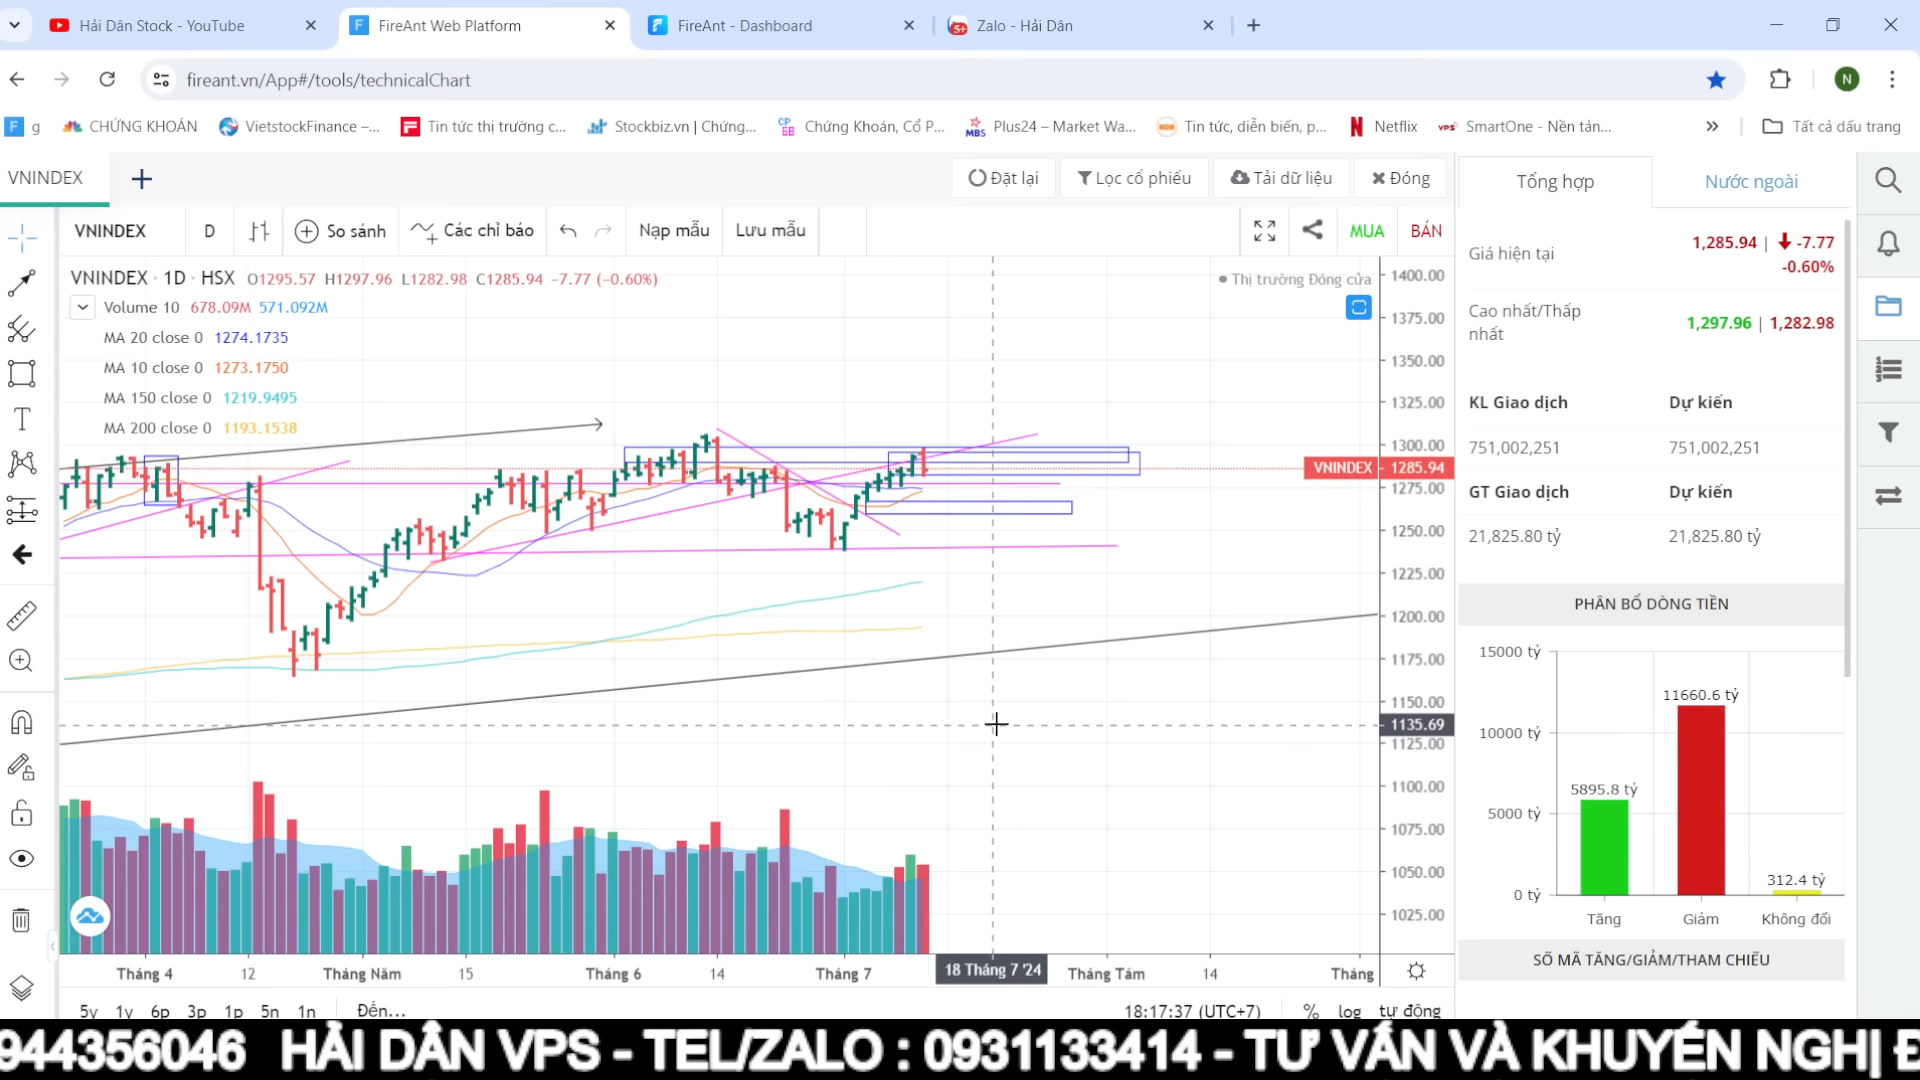 Hải Dân Stock - YouTube
FireAnt Web Platform
FireAnt - Dashboard
Zalo - Hải Dân
fireant.vn/App#/tools/technicalChart
N
g
CHỨNG KHOÁN
VietstockFinance –...
Tin tức thị trường c...
Stockbiz.vn | Chứng...
Chứng Khoán, Cổ P...
Plus24 – Market Wa...
Tin tức, diễn biến, p...
Netflix
SmartOne - Nền tản...
Tất cả dấu trang
VNINDEX
Đặt lại
Lọc cổ phiếu
Tải dữ liệu
Đóng
Tổng hợp
Nước ngoài
VNINDEX
D
So sánh
Các chỉ báo
Nạp mẫu
Lưu mẫu
MUA
BÁN
VNINDEX · 1D · HSX O1295.57 H1297.96 L1282.98 C1285.94 −7.77 (−0.60%)
Thị trường Đóng cửa
Volume 10 678.09M 571.092M
MA 20 close 0 1274.1735
MA 10 close 0 1273.1750
MA 150 close 0 1219.9495
MA 200 close 0 1193.1538
1400.00
1375.00
1350.00
1325.00
1300.00
VNINDEX 1285.94
1275.00
1250.00
1225.00
1200.00
1175.00
1150.00
1135.69
1125.00
1100.00
1075.00
1050.00
1025.00
Tháng 4
12
Tháng Năm
15
Tháng 6
14
Tháng 7
18 Tháng 7 '24
Tháng Tám
14
Tháng
5y 1y 6p 3p 1p 5n 1n
Đến...
18:17:37 (UTC+7)
% log tự động
Giá hiện tại
1,285.94 | -7.77
-0.60%
Cao nhất/Thấp
nhất
1,297.96 | 1,282.98
KL Giao dịch
Dự kiến
751,002,251
751,002,251
GT Giao dịch
Dự kiến
21,825.80 tỷ
21,825.80 tỷ
PHÂN BỔ DÒNG TIỀN
15000 tỷ
10000 tỷ
5000 tỷ
0 tỷ
5895.8 tỷ
11660.6 tỷ
312.4 tỷ
Tăng
Giảm
Không đổi
SỐ MÃ TĂNG/GIẢM/THAM CHIẾU
944356046 HẢI DÂN VPS - TEL/ZALO : 0931133414 - TƯ VẤN VÀ KHUYẾN NGHỊ Đ